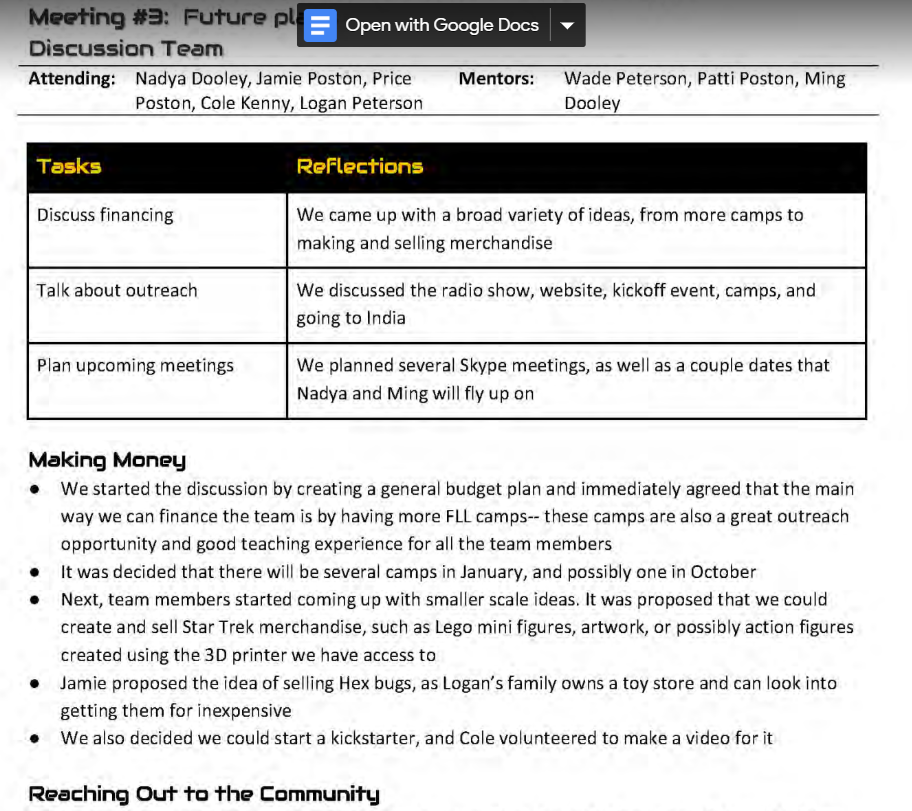 Meeting #3: Future pla
Open with Google Docs
Discussion Team
Attending: Nadya Dooley, Jamie Poston, Price Mentors: Wade Peterson, Patti Poston, Ming
Poston, Cole Kenny, Logan Peterson Dooley
Tasks Reflections
Discuss financing We came up with a broad variety of ideas, from more camps to
making and selling merchandise
Talk about outreach We discussed the radio show, website, kickoff event, camps, and
going to India
Plan upcoming meetings We planned several Skype meetings, as well as a couple dates that
Nadya and Ming will fly up on
Making Money
● We started the discussion by creating a general budget plan and immediately agreed that the main
way we can finance the team is by having more FLL camps-- these camps are also a great outreach
opportunity and good teaching experience for all the team members
● It was decided that there will be several camps in January, and possibly one in October
● Next, team members started coming up with smaller scale ideas. It was proposed that we could
create and sell Star Trek merchandise, such as Lego mini figures, artwork, or possibly action figures
created using the 3D printer we have access to
● Jamie proposed the idea of selling Hex bugs, as Logan's family owns a toy store and can look into
getting them for inexpensive
● We also decided we could start a kickstarter, and Cole volunteered to make a video for it
Reaching Out to the Community